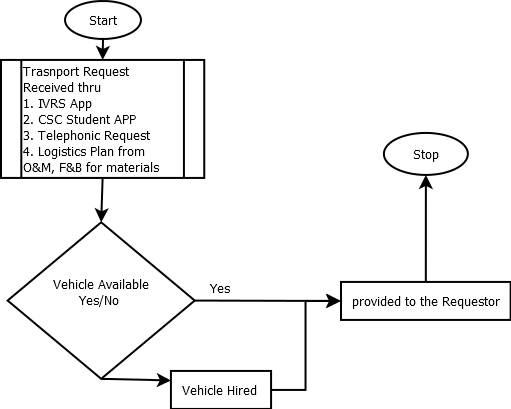 Start
Trasnport Request
Received thru
1. IVRS App
2. CSC Student APP
3. Telephonic Request
4. Logistics Plan from
O&M, F&B for materials
Stop
Vehicle Available
Yes/No
Yes
provided to the Requestor
Vehicle Hired